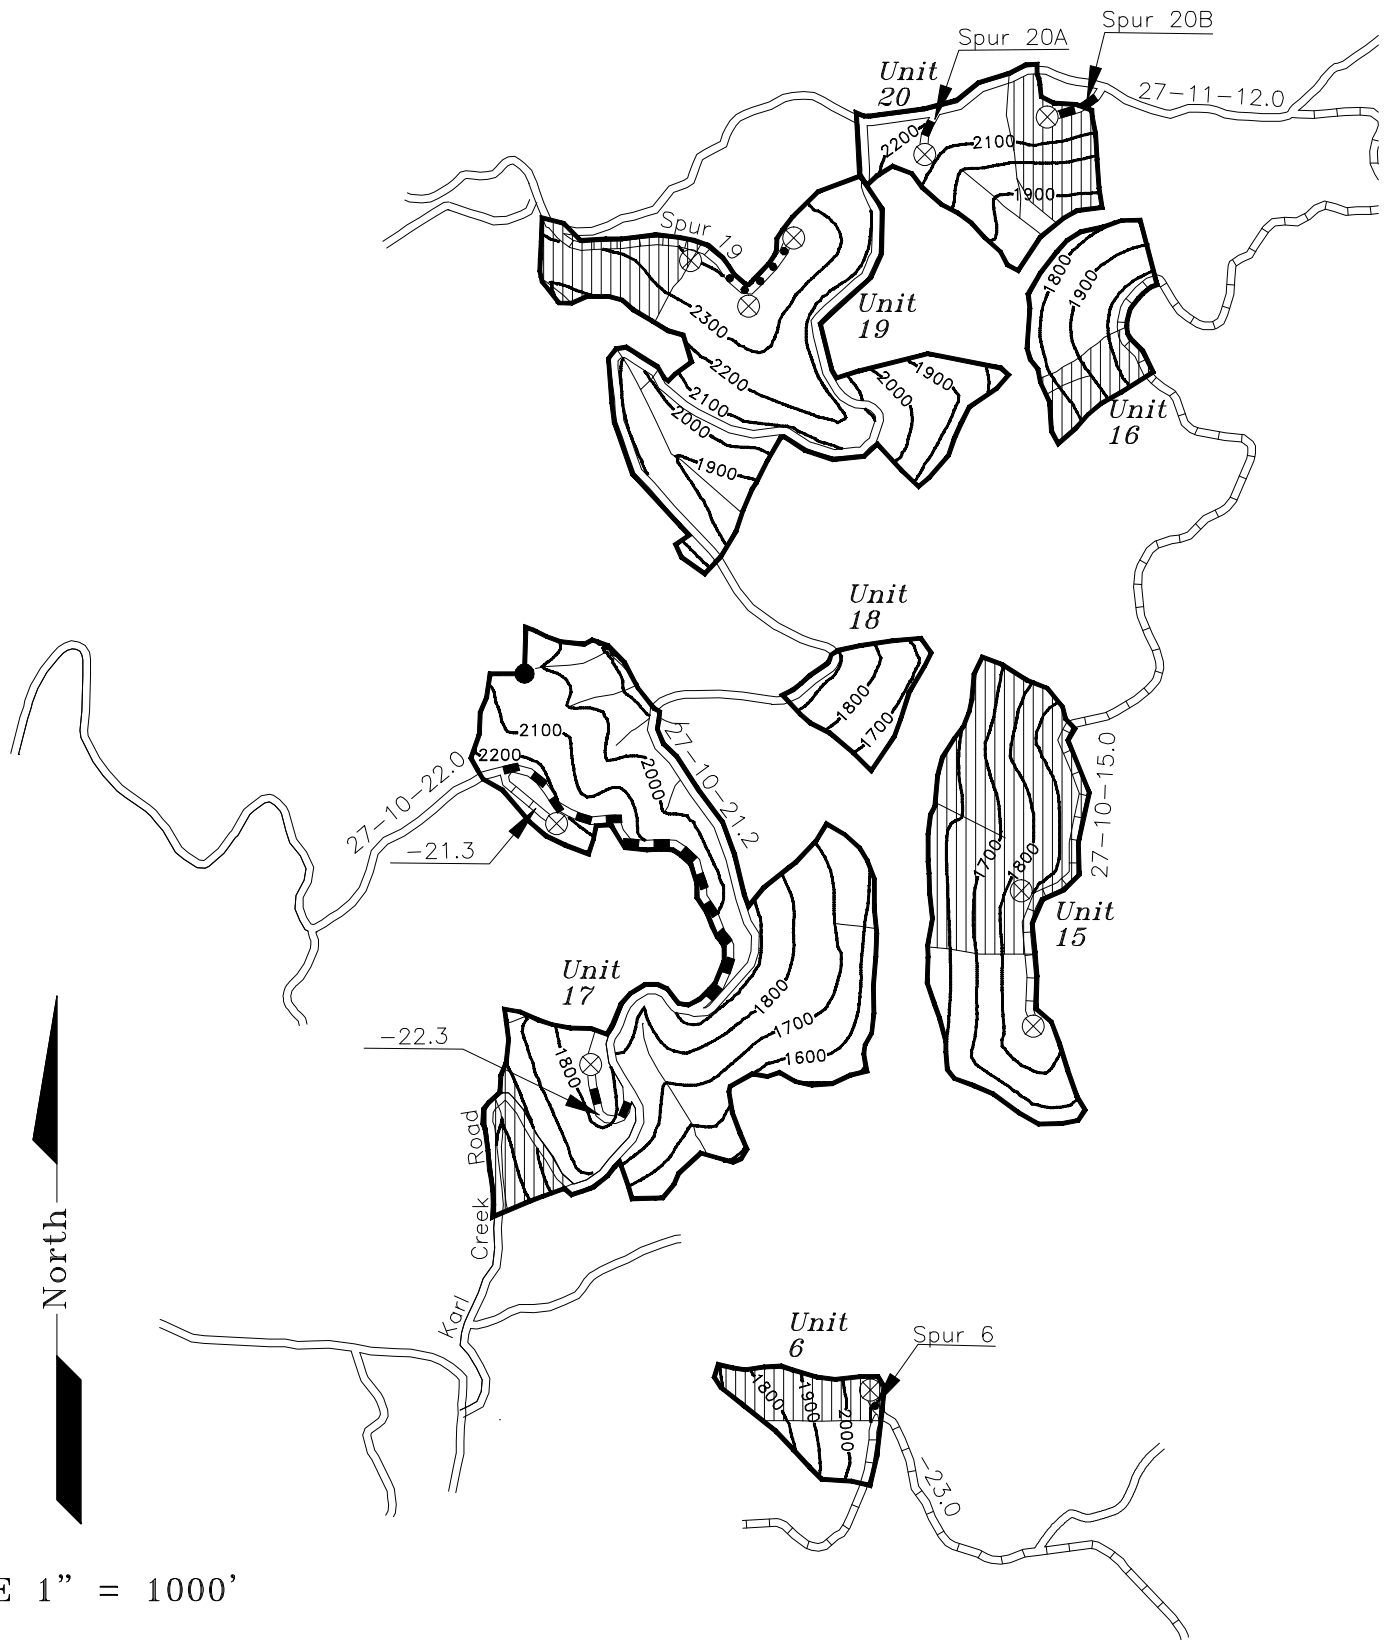 Spur 20B
Spur 20A
Unit
20
27-11-12.0
2200
2100
1900
Spur 19
1800
1900
Unit
19
2300
2200
2100
2000
1900
2000
1900
Unit
16
Unit
18
1800
1700
2100
2200
2000
27-10-21.2
27-10-22.0
-21.3
27-10-15.0
1700
1800
Unit
15
Unit
17
-22.3
1800
1800
1700
1600
Karl Creek Road
North
Unit
6
Spur 6
1800
1900
2000
-23.0
E 1" = 1000'